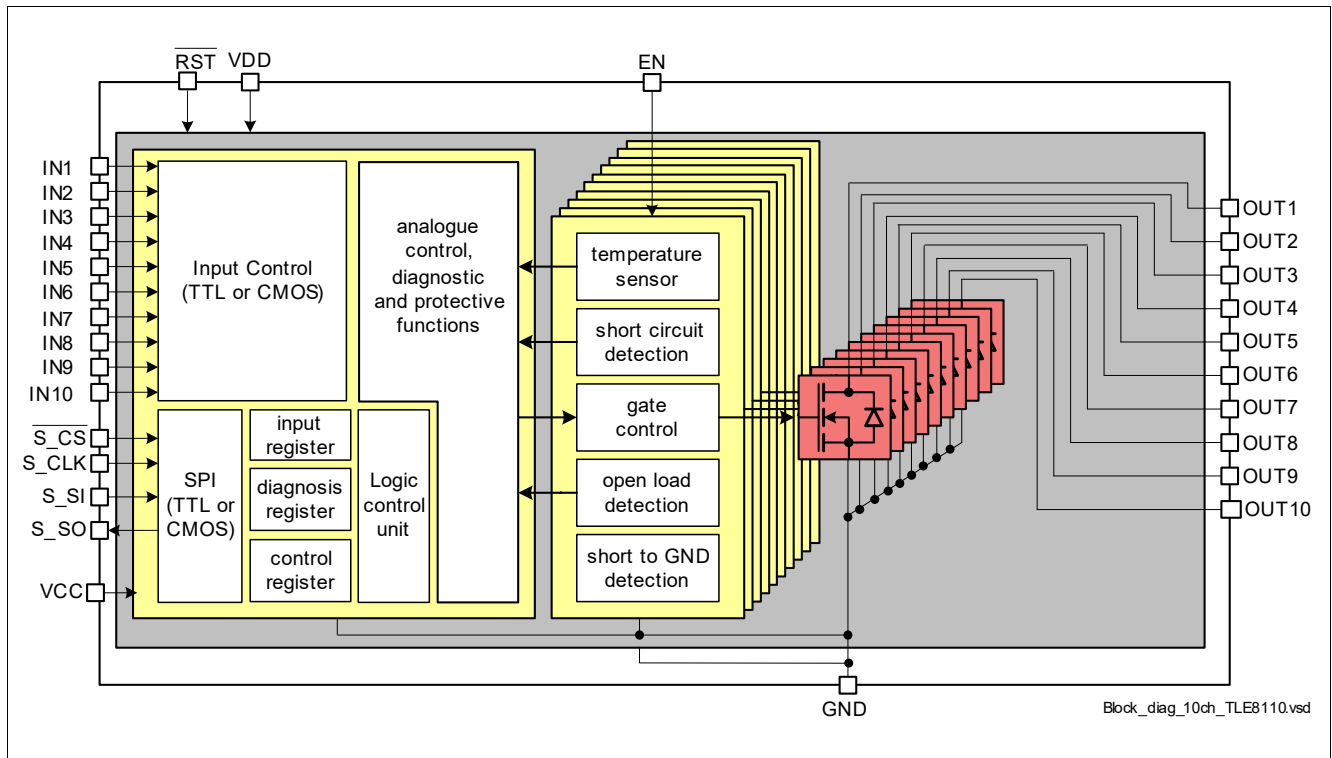 RST VDD
EN
IN1
IN2
IN3
IN4
IN5
IN6
IN7
IN8
IN9
IN10
S_CS
S_CLK
S_SI
S_SO
VCC
Input Control
(TTL or CMOS)
analogue
control,
diagnostic
and protective
functions
SPI
(TTL or
CMOS)
input
register
diagnosis
register
control
register
Logic
control
unit
temperature
sensor
short circuit
detection
gate
control
open load
detection
short to GND
detection
OUT1
OUT2
OUT3
OUT4
OUT5
OUT6
OUT7
OUT8
OUT9
OUT10
GND
Block_diag_10ch_TLE8110.vsd